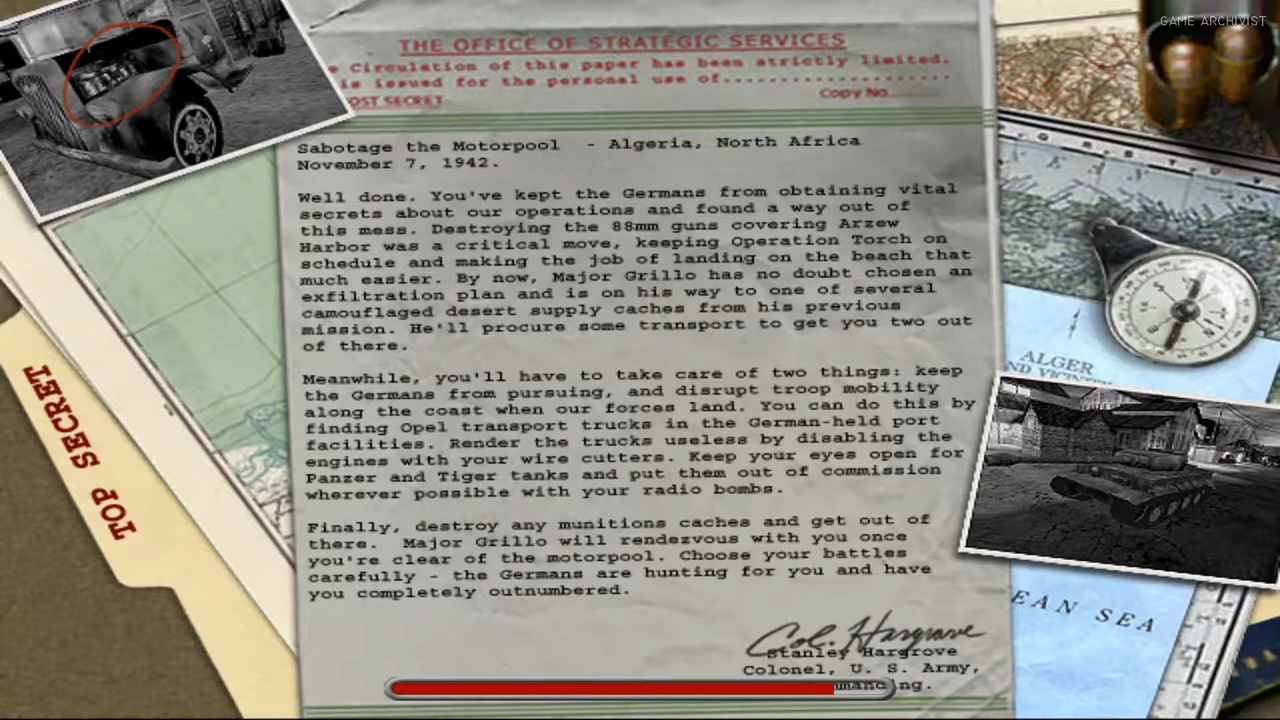 GAME ARCHIVIST
THE OFFICE OF STRATEGIC SERVICES
Circulation of this paper has been strictly limited.
is issued for the personal use of......................
OST SECRET
Copy No.
Sabotage the Motorpool - Algeria, North Africa
November 7, 1942.
Well done. You've kept the Germans from obtaining vital
secrets about our operations and found a way out of
this mess. Destroying the 88mm guns covering Arzew
Harbor was a critical move, keeping Operation Torch on
schedule and making the job of landing on the beach that
much easier. By now, Major Grillo has no doubt chosen an
exfiltration plan and is on his way to one of several
camouflaged desert supply caches from his previous
mission. He'll procure some transport to get you two out
of there.
Meanwhile, you'll have to take care of two things: keep
the Germans from pursuing, and disrupt troop mobility
along the coast when our forces land. You can do this by
finding Opel transport trucks in the German-held port
facilities. Render the trucks useless by disabling the
engines with your wire cutters. Keep your eyes open for
Panzer and Tiger tanks and put them out of commission
wherever possible with your radio bombs.
Finally, destroy any munitions caches and get out of
there. Major Grillo will rendezvous with you once
you're clear of the motorpool. Choose your battles
carefully - the Germans are hunting for you and have
you completely outnumbered.
Col. Hargrave
Stanley Hargrove
Colonel, U. S. Army,
TOP SECRET
ALGER
EAN SEA